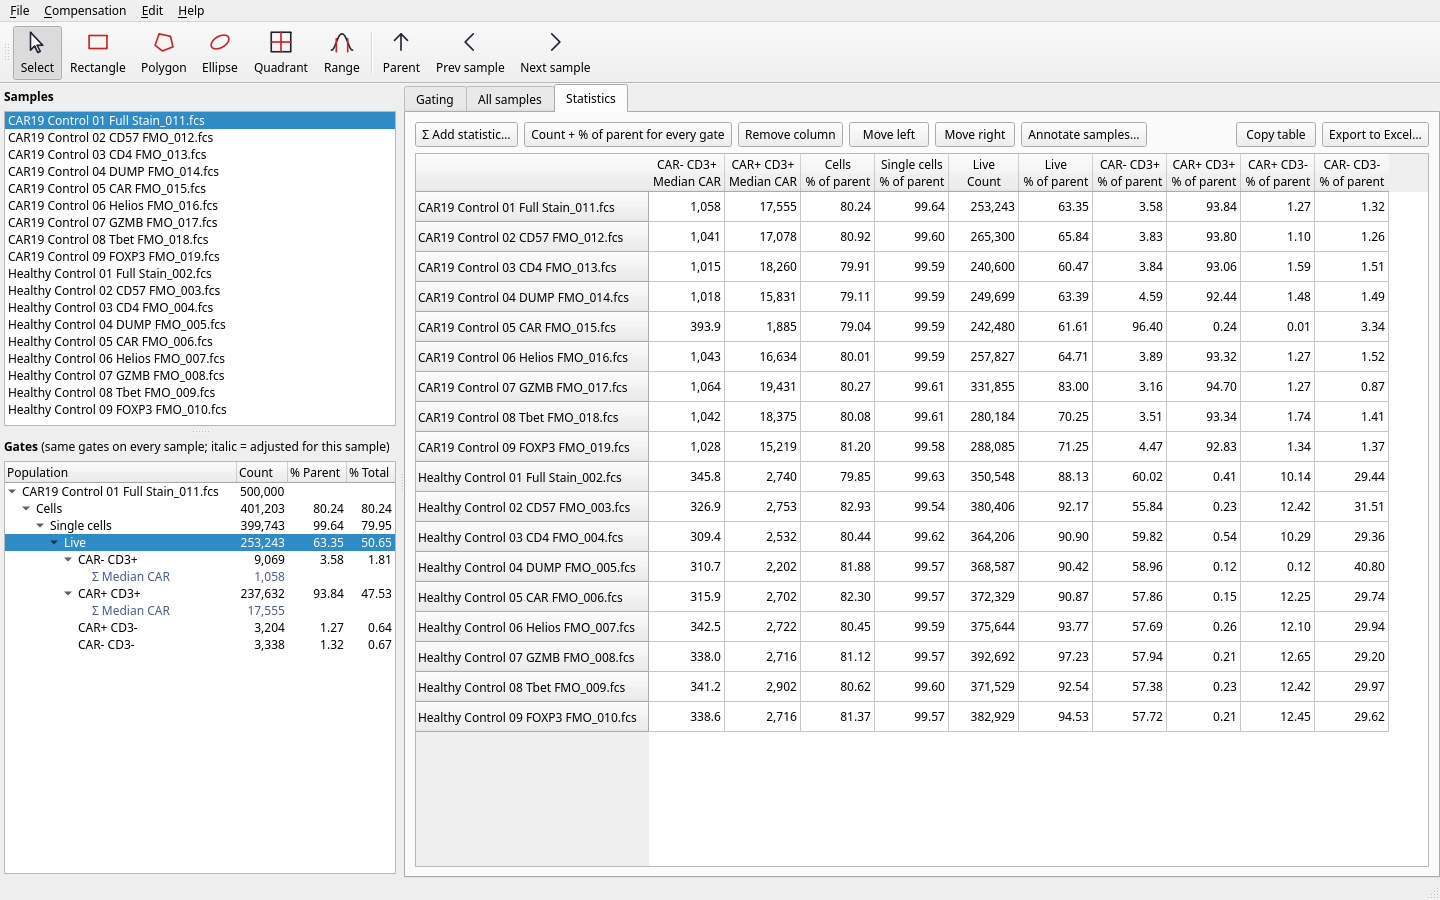 File Compensation Edit Help
Select Rectangle Polygon Ellipse Quadrant Range Parent Prev sample Next sample
Samples
CAR19 Control 01 Full Stain_011.fcs
CAR19 Control 02 CD57 FMO_012.fcs
CAR19 Control 03 CD4 FMO_013.fcs
CAR19 Control 04 DUMP FMO_014.fcs
CAR19 Control 05 CAR FMO_015.fcs
CAR19 Control 06 Helios FMO_016.fcs
CAR19 Control 07 GZMB FMO_017.fcs
CAR19 Control 08 Tbet FMO_018.fcs
CAR19 Control 09 FOXP3 FMO_019.fcs
Healthy Control 01 Full Stain_002.fcs
Healthy Control 02 CD57 FMO_003.fcs
Healthy Control 03 CD4 FMO_004.fcs
Healthy Control 04 DUMP FMO_005.fcs
Healthy Control 05 CAR FMO_006.fcs
Healthy Control 06 Helios FMO_007.fcs
Healthy Control 07 GZMB FMO_008.fcs
Healthy Control 08 Tbet FMO_009.fcs
Healthy Control 09 FOXP3 FMO_010.fcs
Gates (same gates on every sample; italic = adjusted for this sample)
Population Count % Parent % Total
CAR19 Control 01 Full Stain_011.fcs 500,000
Cells 401,203 80.24 80.24
Single cells 399,743 99.64 79.95
Live 253,243 63.35 50.65
CAR- CD3+ 9,069 3.58 1.81
Σ Median CAR 1,058
CAR+ CD3+ 237,632 93.84 47.53
Σ Median CAR 17,555
CAR+ CD3- 3,204 1.27 0.64
CAR- CD3- 3,338 1.32 0.67
Gating All samples Statistics
Σ Add statistic... Count + % of parent for every gate Remove column Move left Move right Annotate samples... Copy table Export to Excel...
CAR- CD3+ CAR+ CD3+ Cells Single cells Live Live CAR- CD3+ CAR+ CD3+ CAR+ CD3- CAR- CD3-
Median CAR Median CAR % of parent % of parent Count % of parent % of parent % of parent % of parent % of parent
CAR19 Control 01 Full Stain_011.fcs 1,058 17,555 80.24 99.64 253,243 63.35 3.58 93.84 1.27 1.32
CAR19 Control 02 CD57 FMO_012.fcs 1,041 17,078 80.92 99.60 265,300 65.84 3.83 93.80 1.10 1.26
CAR19 Control 03 CD4 FMO_013.fcs 1,015 18,260 79.91 99.59 240,600 60.47 3.84 93.06 1.59 1.51
CAR19 Control 04 DUMP FMO_014.fcs 1,018 15,831 79.11 99.59 249,699 63.39 4.59 92.44 1.48 1.49
CAR19 Control 05 CAR FMO_015.fcs 393.9 1,885 79.04 99.59 242,480 61.61 96.40 0.24 0.01 3.34
CAR19 Control 06 Helios FMO_016.fcs 1,043 16,634 80.01 99.59 257,827 64.71 3.89 93.32 1.27 1.52
CAR19 Control 07 GZMB FMO_017.fcs 1,064 19,431 80.27 99.61 331,855 83.00 3.16 94.70 1.27 0.87
CAR19 Control 08 Tbet FMO_018.fcs 1,042 18,375 80.08 99.61 280,184 70.25 3.51 93.34 1.74 1.41
CAR19 Control 09 FOXP3 FMO_019.fcs 1,028 15,219 81.20 99.58 288,085 71.25 4.47 92.83 1.34 1.37
Healthy Control 01 Full Stain_002.fcs 345.8 2,740 79.85 99.63 350,548 88.13 60.02 0.41 10.14 29.44
Healthy Control 02 CD57 FMO_003.fcs 326.9 2,753 82.93 99.54 380,406 92.17 55.84 0.23 12.42 31.51
Healthy Control 03 CD4 FMO_004.fcs 309.4 2,532 80.44 99.62 364,206 90.90 59.82 0.54 10.29 29.36
Healthy Control 04 DUMP FMO_005.fcs 310.7 2,202 81.88 99.57 368,587 90.42 58.96 0.12 0.12 40.80
Healthy Control 05 CAR FMO_006.fcs 315.9 2,702 82.30 99.57 372,329 90.87 57.86 0.15 12.25 29.74
Healthy Control 06 Helios FMO_007.fcs 342.5 2,722 80.45 99.59 375,644 93.77 57.69 0.26 12.10 29.94
Healthy Control 07 GZMB FMO_008.fcs 338.0 2,716 81.12 99.57 392,692 97.23 57.94 0.21 12.65 29.20
Healthy Control 08 Tbet FMO_009.fcs 341.2 2,902 80.62 99.60 371,529 92.54 57.38 0.23 12.42 29.97
Healthy Control 09 FOXP3 FMO_010.fcs 338.6 2,716 81.37 99.57 382,929 94.53 57.72 0.21 12.45 29.62